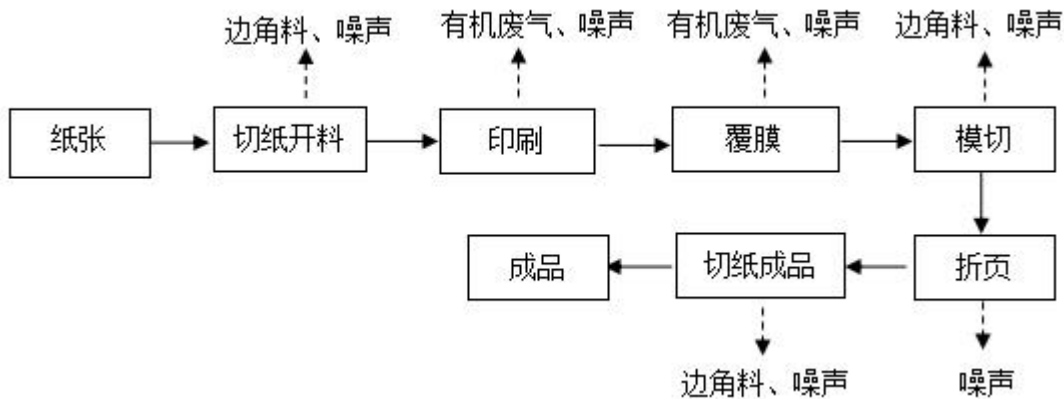 边角料、噪声
有机废气、噪声
有机废气、噪声
边角料、噪声
纸张
切纸开料
印刷
覆膜
模切
成品
切纸成品
折页
边角料、噪声
噪声